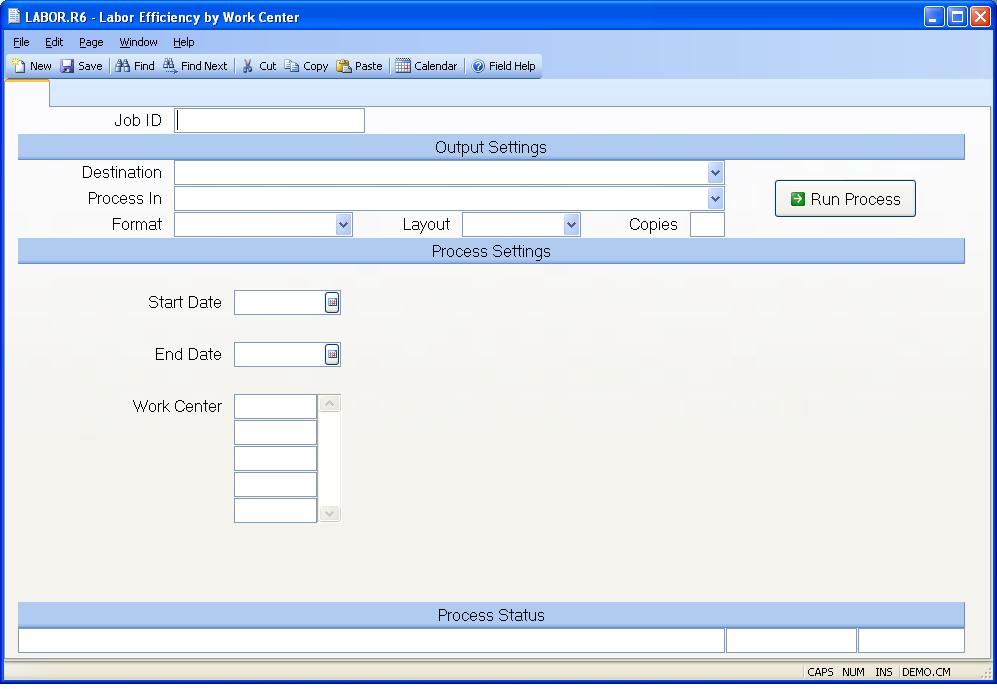 LABOR.R6 - Labor Efficiency by Work Center
File Edit Page Window Help
New Save Find Find Next Cut Copy Paste Calendar Field Help
Job ID
Output Settings
Destination
Process In
Run Process
Format Layout Copies
Process Settings
Start Date
End Date
Work Center
Process Status
CAPS NUM INS DEMO.CM